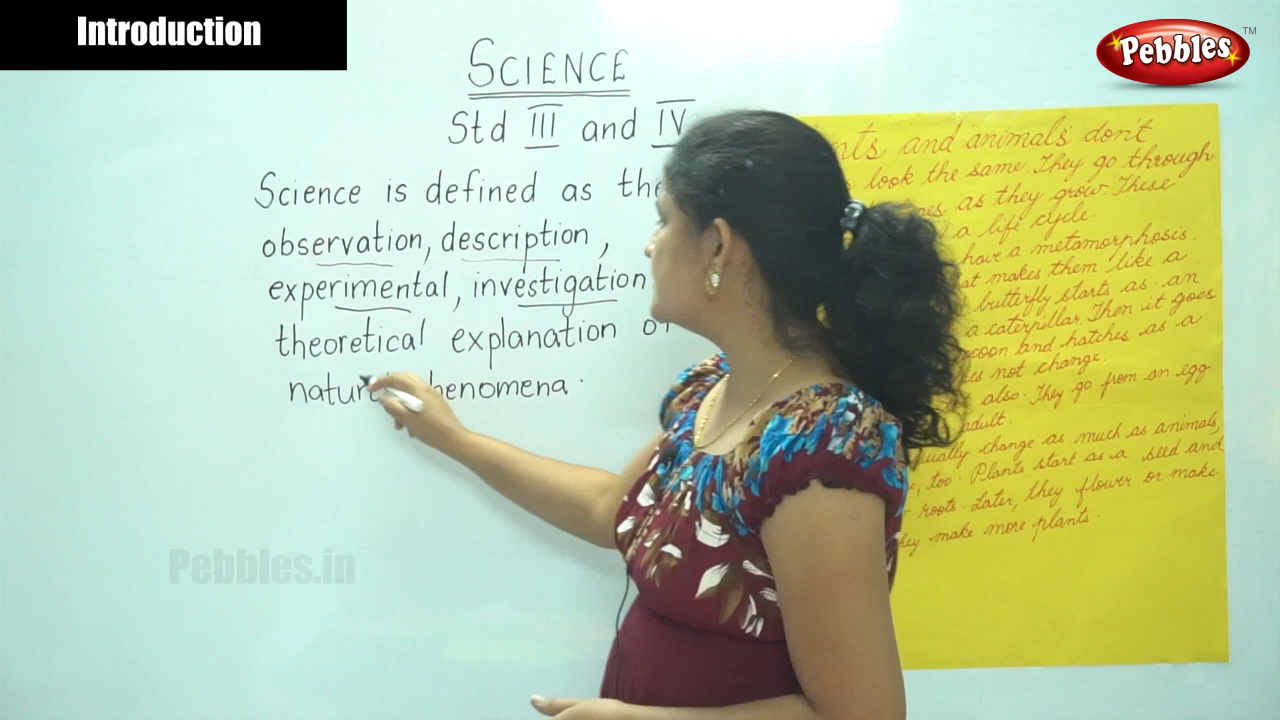 Introduction
Pebbles TM
SCIENCE
Std III and IV
Science is defined as the
observation, description,
experimental, investigation
theoretical explanation of
phenomena.
and animals don't
look the same. They go through
as they grow. These
a life cycle.
have a metamorphosis.
makes them like a
butterfly starts as an
a caterpillar. Then it goes
and hatches as a
not change.
also. They go from an egg
change as much as animals,
too. Plants start as a seed and
roots. Later, they flower or make
make more plants.
Pebbles.in